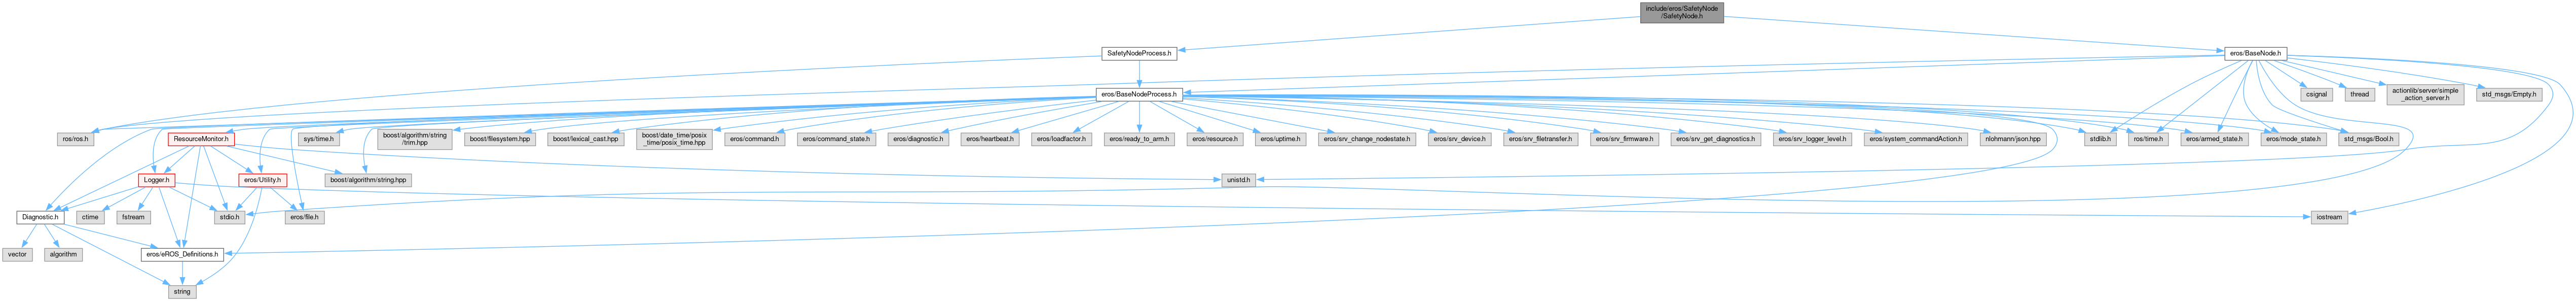 include/eros/SafetyNode
/SafetyNode.h
SafetyNodeProcess.h
eros/BaseNode.h
eros/BaseNodeProcess.h
csignal
thread
actionlib/server/simple
_action_server.h
std_msgs/Empty.h
ros/ros.h
ResourceMonitor.h
sys/time.h
boost/algorithm/string
/trim.hpp
boost/filesystem.hpp
boost/lexical_cast.hpp
boost/date_time/posix
_time/posix_time.hpp
eros/command.h
eros/command_state.h
eros/diagnostic.h
eros/heartbeat.h
eros/loadfactor.h
eros/ready_to_arm.h
eros/resource.h
eros/uptime.h
eros/srv_change_nodestate.h
eros/srv_device.h
eros/srv_filetransfer.h
eros/srv_firmware.h
eros/srv_get_diagnostics.h
eros/srv_logger_level.h
eros/system_commandAction.h
nlohmann/json.hpp
stdlib.h
ros/time.h
eros/armed_state.h
eros/mode_state.h
std_msgs/Bool.h
Logger.h
eros/Utility.h
boost/algorithm/string.hpp
unistd.h
Diagnostic.h
ctime
fstream
stdio.h
eros/file.h
iostream
vector
algorithm
eros/eROS_Definitions.h
string